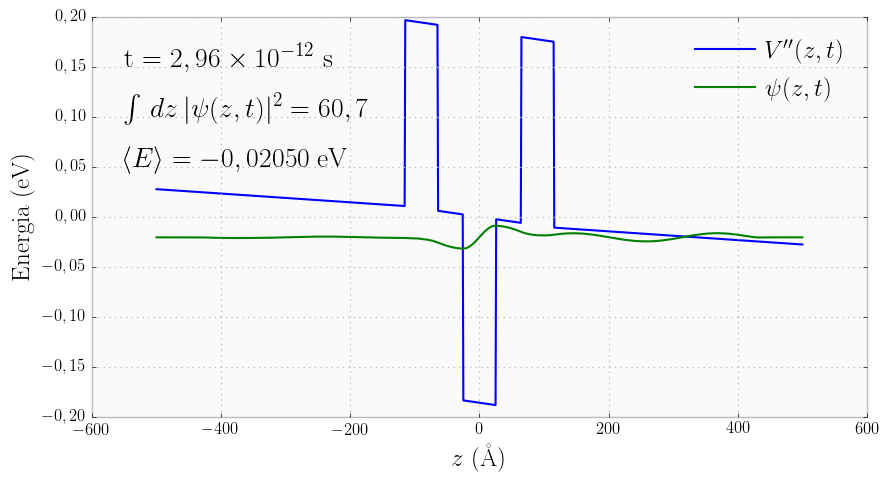 t = 2,96 × 10⁻¹² s
∫ dz |ψ(z, t)|² = 60,7
⟨E⟩ = −0,02050 eV
V″(z, t)
ψ(z, t)
Energia (eV)
0,20
0,15
0,10
0,05
0,00
−0,05
−0,10
−0,15
−0,20
−600 −400 −200 0 200 400 600
z (Å)